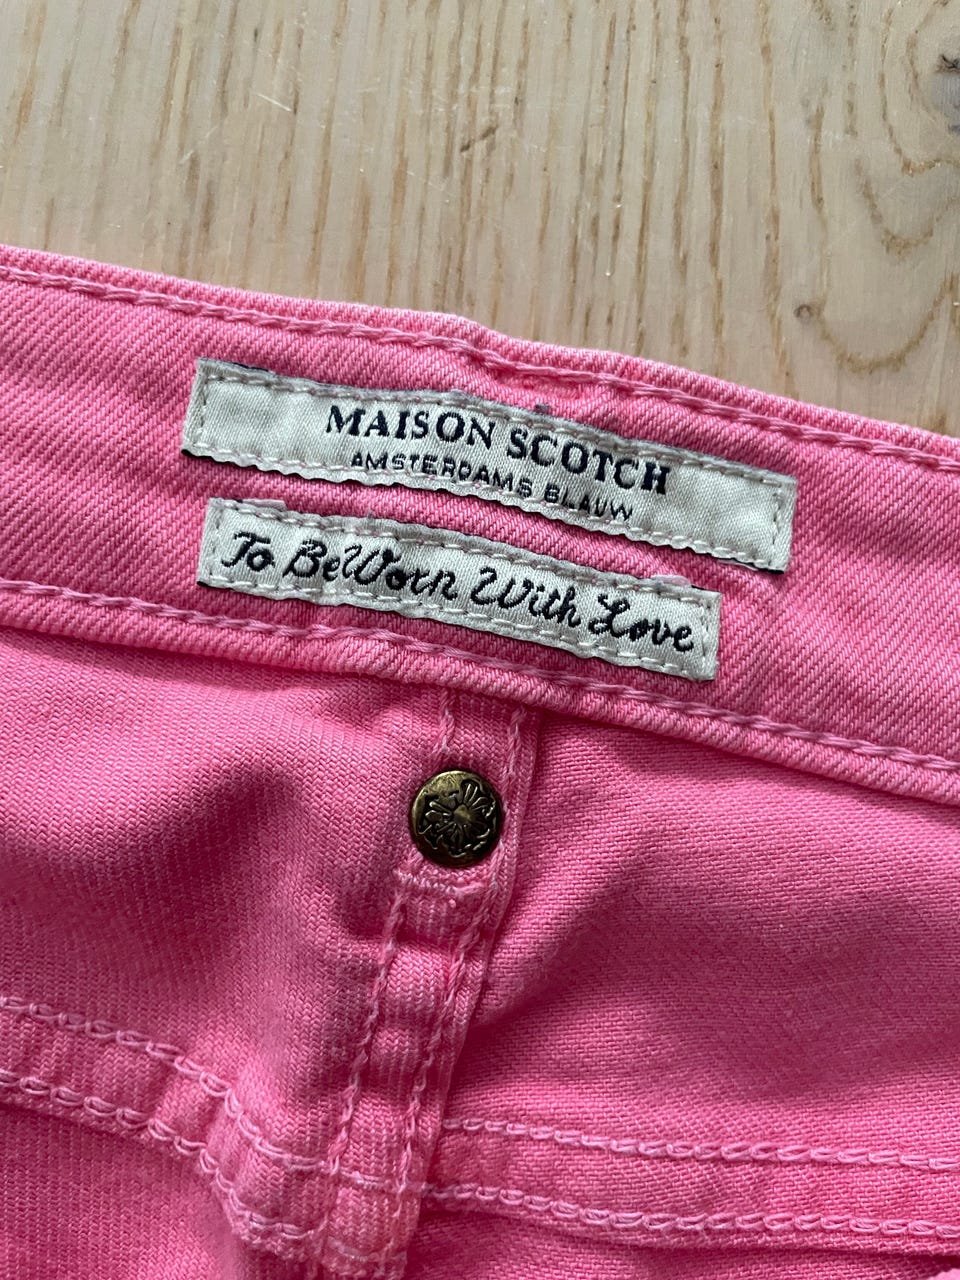 MAISON SCOTCH
AMSTERDAMS BLAUW
To Be Worn With Love